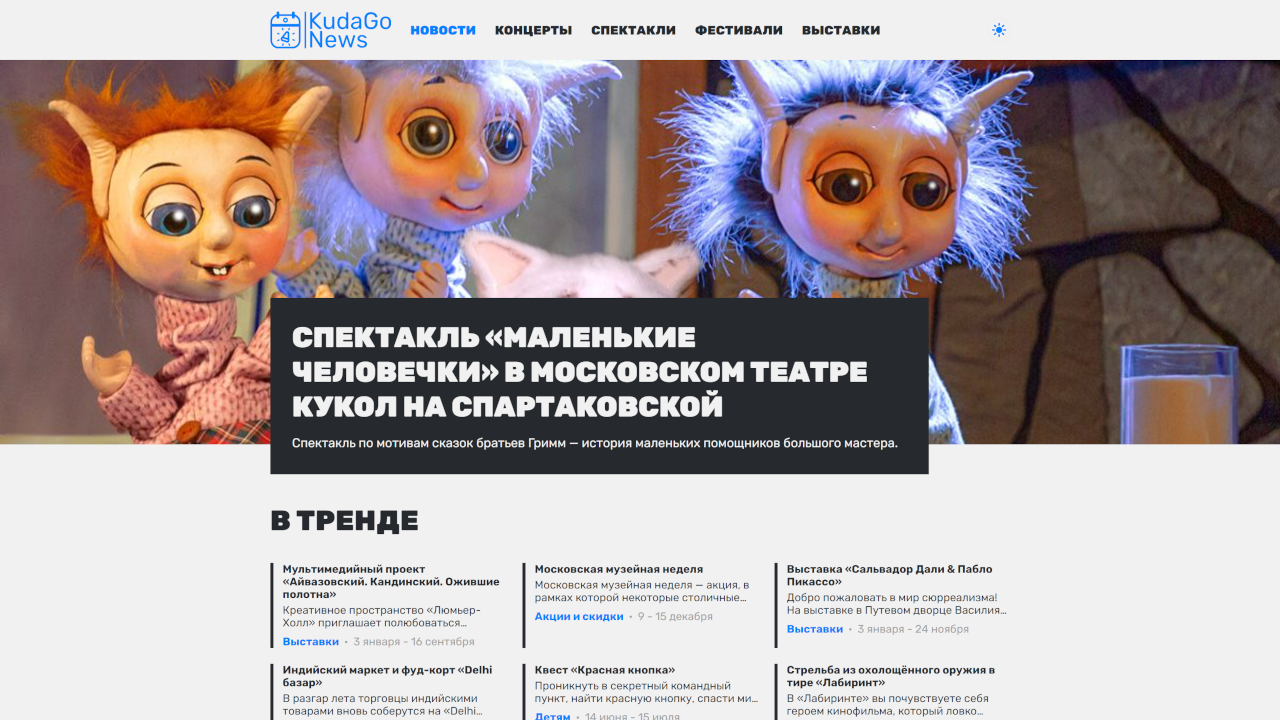 KudaGo
News
НОВОСТИ КОНЦЕРТЫ СПЕКТАКЛИ ФЕСТИВАЛИ ВЫСТАВКИ
СПЕКТАКЛЬ «МАЛЕНЬКИЕ
ЧЕЛОВЕЧКИ» В МОСКОВСКОМ ТЕАТРЕ
КУКОЛ НА СПАРТАКОВСКОЙ
Спектакль по мотивам сказок братьев Гримм — история маленьких помощников большого мастера.
В ТРЕНДЕ
Мультимедийный проект
«Айвазовский. Кандинский. Ожившие
полотна»
Креативное пространство «Люмьер-
Холл» приглашает полюбоваться…
Выставки • 3 января - 16 сентября
Московская музейная неделя
Московская музейная неделя — акция, в
рамках которой некоторые столичные…
Акции и скидки • 9 - 15 декабря
Выставка «Сальвадор Дали & Пабло
Пикассо»
Добро пожаловать в мир сюрреализма!
На выставке в Путевом дворце Василия…
Выставки • 3 января - 24 ноября
Индийский маркет и фуд-корт «Delhi
базар»
В разгар лета торговцы индийскими
товарами вновь соберутся на «Delhi…
Квест «Красная кнопка»
Проникнуть в секретный командный
пункт, найти красную кнопку, спасти ми…
Детям • 14 июня - 15 июля
Стрельба из охолощённого оружия в
тире «Лабиринт»
В «Лабиринте» вы почувствуете себя
героем кинофильма, который ловко…